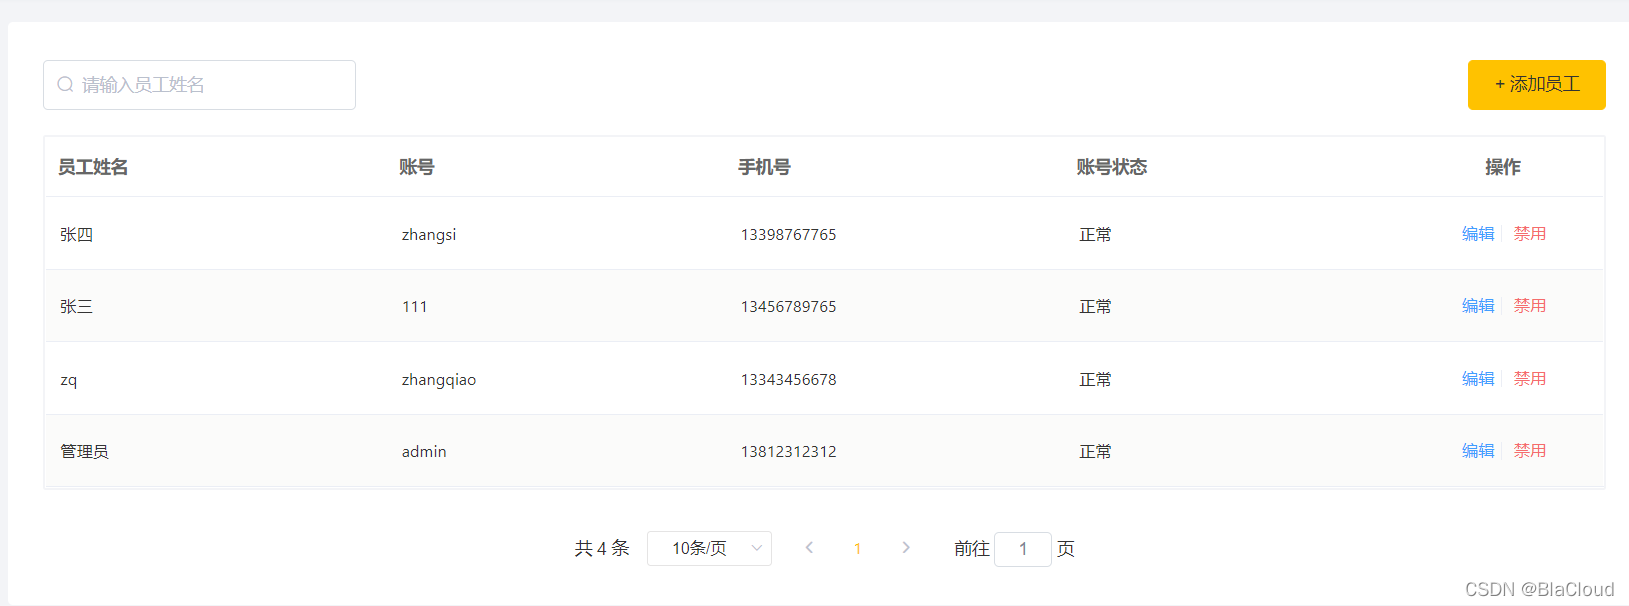 请输入员工姓名
+ 添加员工
员工姓名 账号 手机号 账号状态 操作
张四 zhangsi 13398767765 正常 编辑 禁用
张三 111 13456789765 正常 编辑 禁用
zq zhangqiao 13343456678 正常 编辑 禁用
管理员 admin 13812312312 正常 编辑 禁用
共 4 条 10条/页 1 前往 1 页
CSDN @BlaCloud